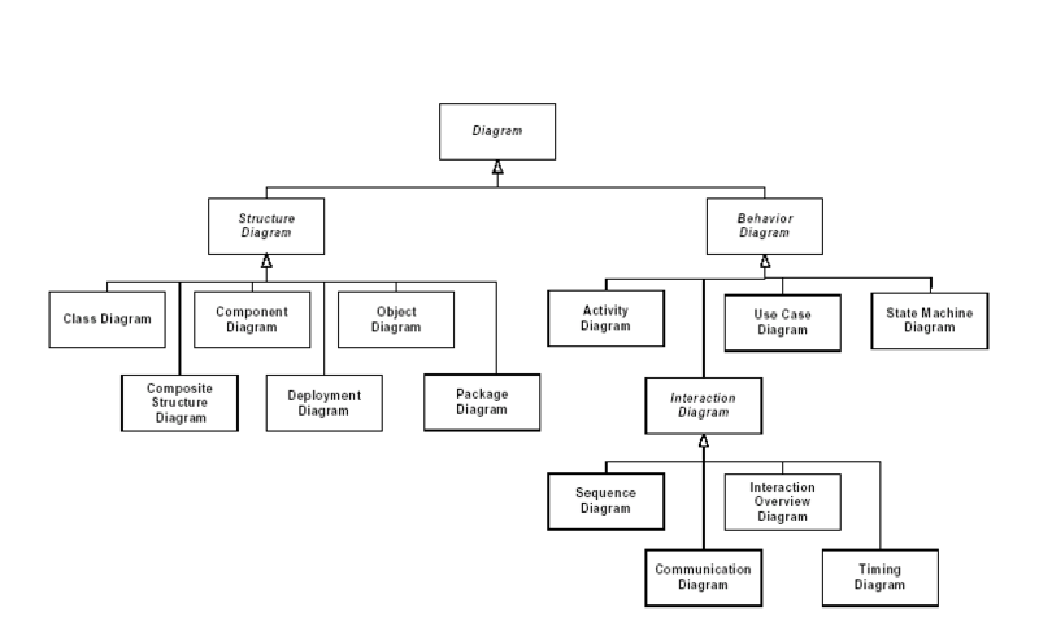 Diagram
Structure
Diagram
Behavior
Diagram
Class Diagram
Component
Diagram
Object
Diagram
Activity
Diagram
Use Case
Diagram
State Machine
Diagram
Composite
Structure
Diagram
Deployment
Diagram
Package
Diagram
Interaction
Diagram
Sequence
Diagram
Interaction
Overview
Diagram
Communication
Diagram
Timing
Diagram